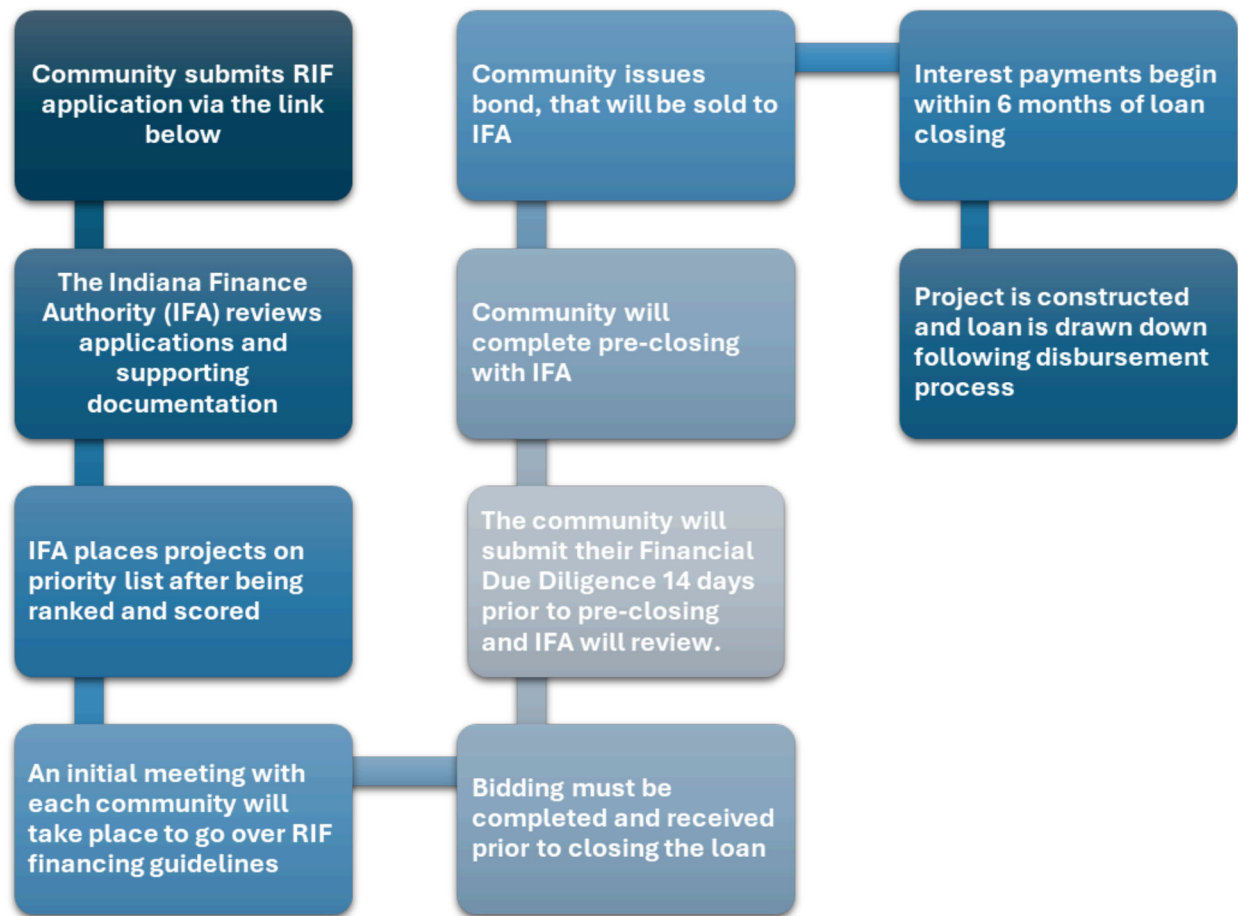 Community submits RIF
application via the link
below
The Indiana Finance
Authority (IFA) reviews
applications and
supporting
documentation
IFA places projects on
priority list after being
ranked and scored
An initial meeting with
each community will
take place to go over RIF
financing guidelines
Bidding must be
completed and received
prior to closing the loan
The community will
submit their Financial
Due Diligence 14 days
prior to pre-closing
and IFA will review.
Community will
complete pre-closing
with IFA
Community issues
bond, that will be sold to
IFA
Interest payments begin
within 6 months of loan
closing
Project is constructed
and loan is drawn down
following disbursement
process